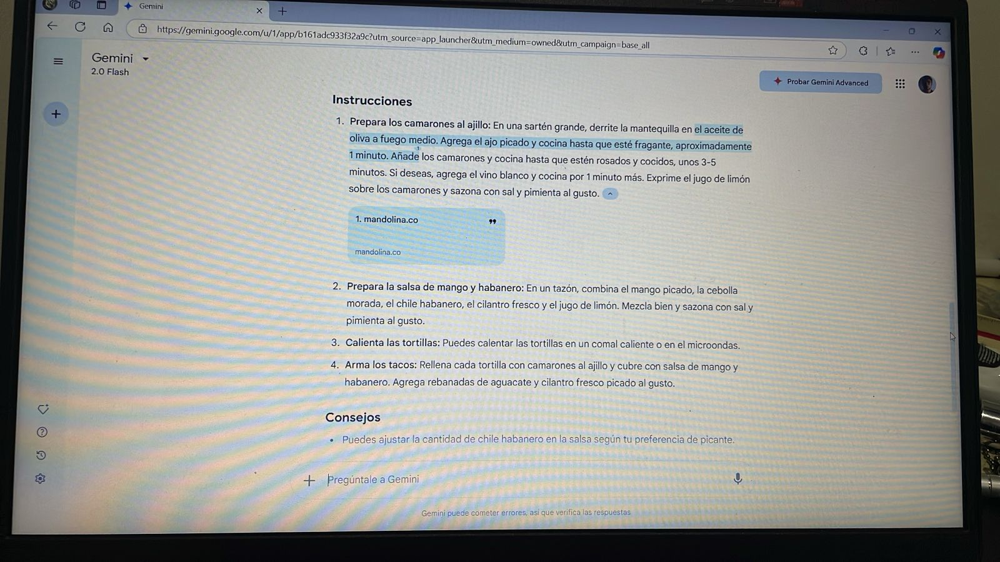 Gemini
https://gemini.google.com/u/1/app/b161adc933f32a9c?utm_source=app_launcher&utm_medium=owned&utm_campaign=base_all
Gemini
2.0 Flash
Probar Gemini Advanced
Instrucciones
1. Prepara los camarones al ajillo: En una sartén grande, derrite la mantequilla en el aceite de
oliva a fuego medio. Agrega el ajo picado y cocina hasta que esté fragante, aproximadamente
1 minuto. Añade los camarones y cocina hasta que estén rosados y cocidos, unos 3-5
minutos. Si deseas, agrega el vino blanco y cocina por 1 minuto más. Exprime el jugo de limón
sobre los camarones y sazona con sal y pimienta al gusto.
1. mandolina.co
mandolina.co
2. Prepara la salsa de mango y habanero: En un tazón, combina el mango picado, la cebolla
morada, el chile habanero, el cilantro fresco y el jugo de limón. Mezcla bien y sazona con sal y
pimienta al gusto.
3. Calienta las tortillas: Puedes calentar las tortillas en un comal caliente o en el microondas.
4. Arma los tacos: Rellena cada tortilla con camarones al ajillo y cubre con salsa de mango y
habanero. Agrega rebanadas de aguacate y cilantro fresco picado al gusto.
Consejos
• Puedes ajustar la cantidad de chile habanero en la salsa según tu preferencia de picante.
Pregúntale a Gemini
Gemini puede cometer errores, así que verifica las respuestas